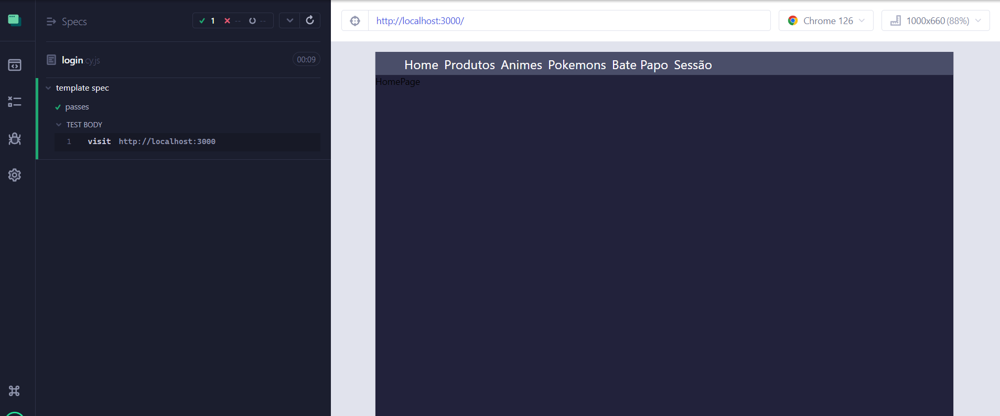 Specs
1
--
--
login.cy.js
00:09
template spec
passes
TEST BODY
1 visit http://localhost:3000
http://localhost:3000/
Chrome 126
1000x660 (88%)
Home Produtos Animes Pokemons Bate Papo Sessão
HomePage